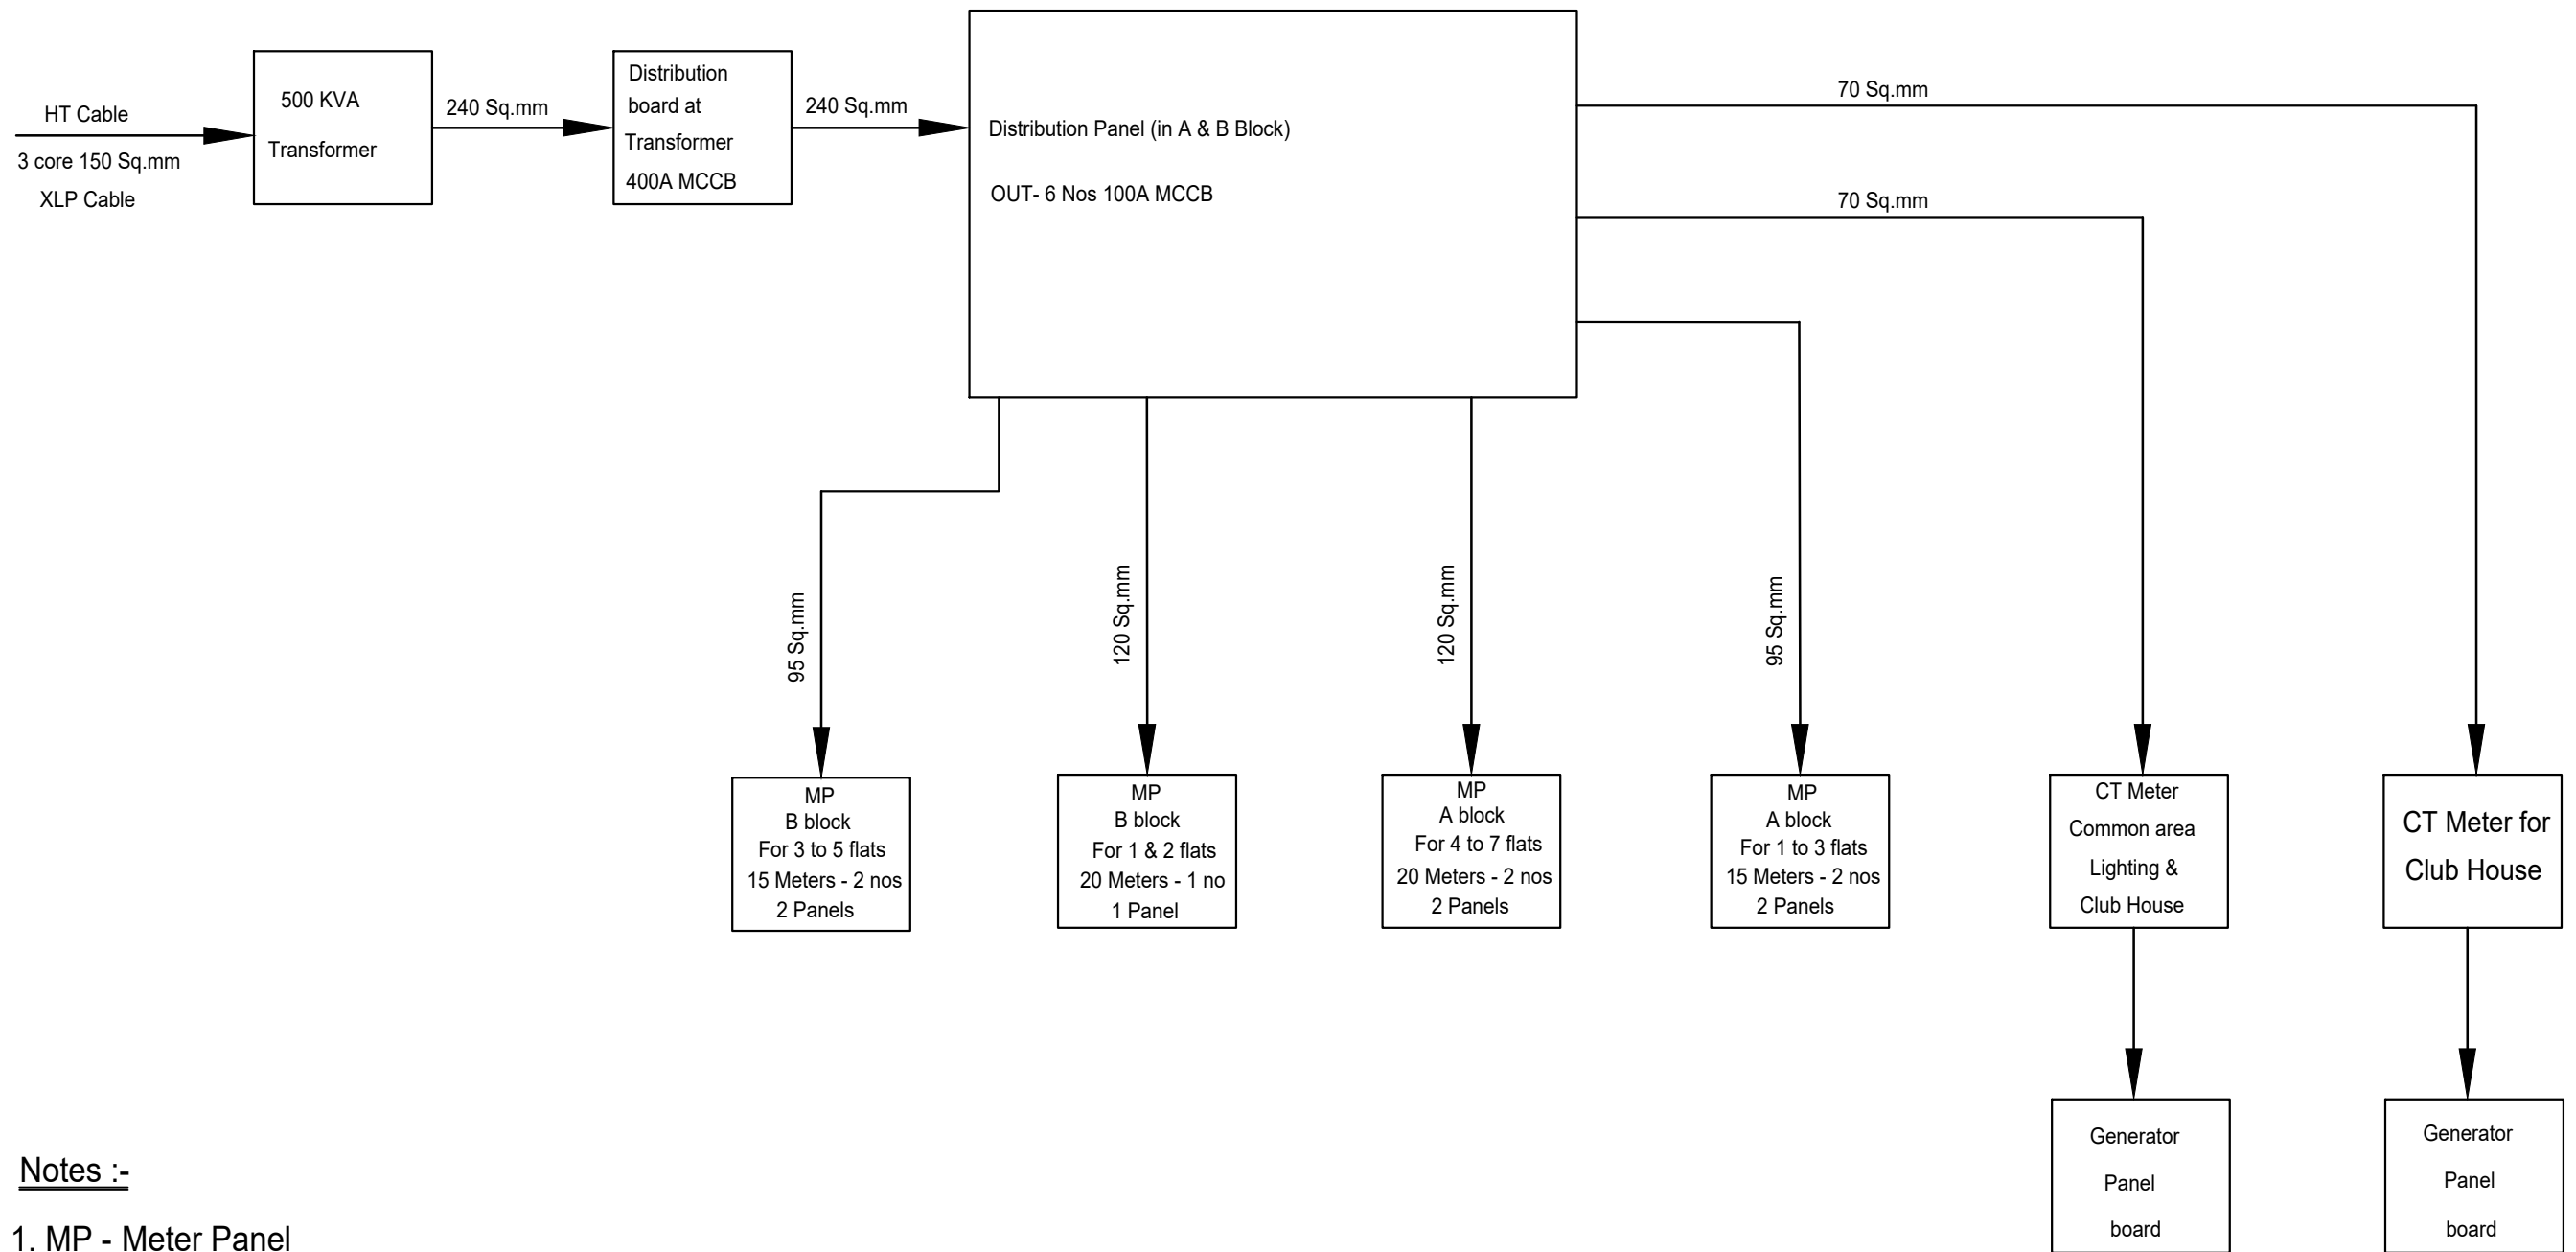 HT Cable
3 core 150 Sq.mm
XLP Cable
500 KVA
Transformer
240 Sq.mm
Distribution
board at
Transformer
400A MCCB
240 Sq.mm
Distribution Panel (in A & B Block)
OUT- 6 Nos 100A MCCB
70 Sq.mm
70 Sq.mm
95 Sq.mm
120 Sq.mm
120 Sq.mm
95 Sq.mm
MP
B block
For 3 to 5 flats
15 Meters - 2 nos
2 Panels
MP
B block
For 1 & 2 flats
20 Meters - 1 no
1 Panel
MP
A block
For 4 to 7 flats
20 Meters - 2 nos
2 Panels
MP
A block
For 1 to 3 flats
15 Meters - 2 nos
2 Panels
CT Meter
Common area
Lighting &
Club House
CT Meter for
Club House
Generator
Panel
board
Generator
Panel
board
Notes :-
1. MP - Meter Panel